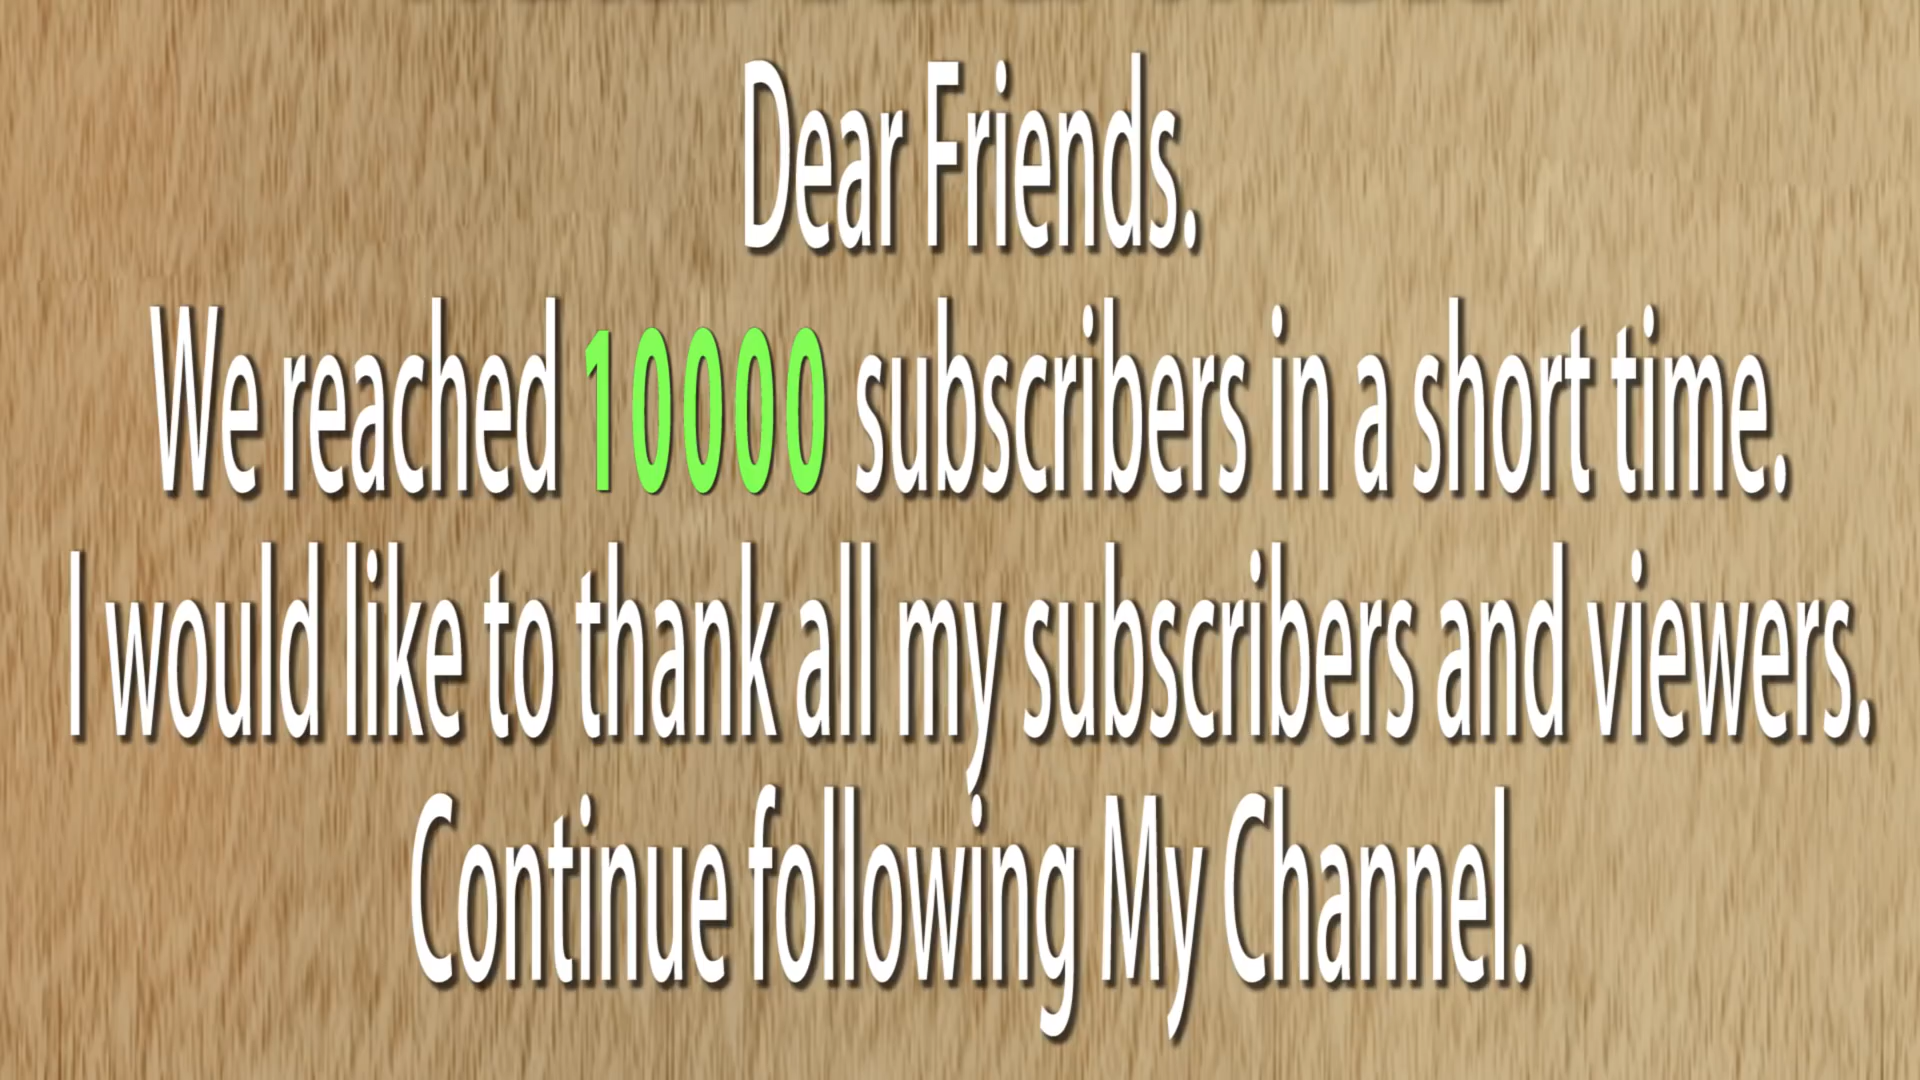 Dear Friends.
We reached 10000 subscribers in a short time.
I would like to thank all my subscribers and viewers.
Continue following My Channel.